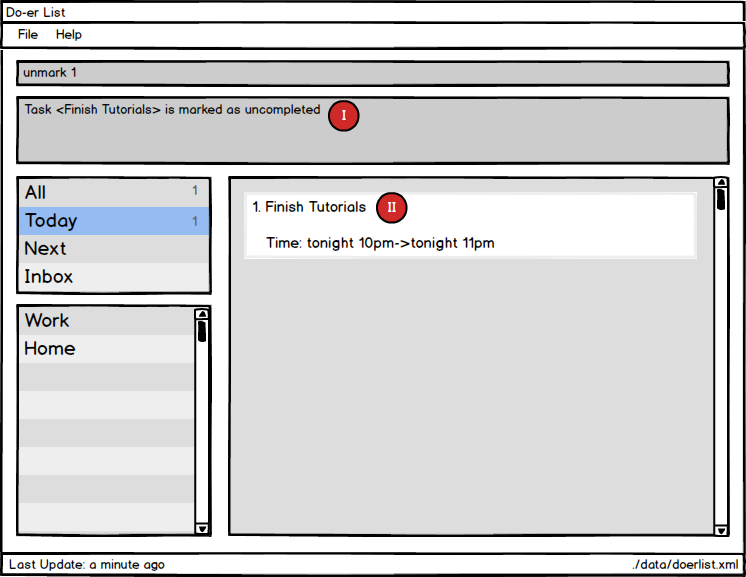 Do-er List
File Help
unmark 1
Task <Finish Tutorials> is marked as uncompleted I
All 1
Today 1
Next
Inbox
Work
Home
1. Finish Tutorials II
Time: tonight 10pm->tonight 11pm
Last Update: a minute ago
./data/doerlist.xml